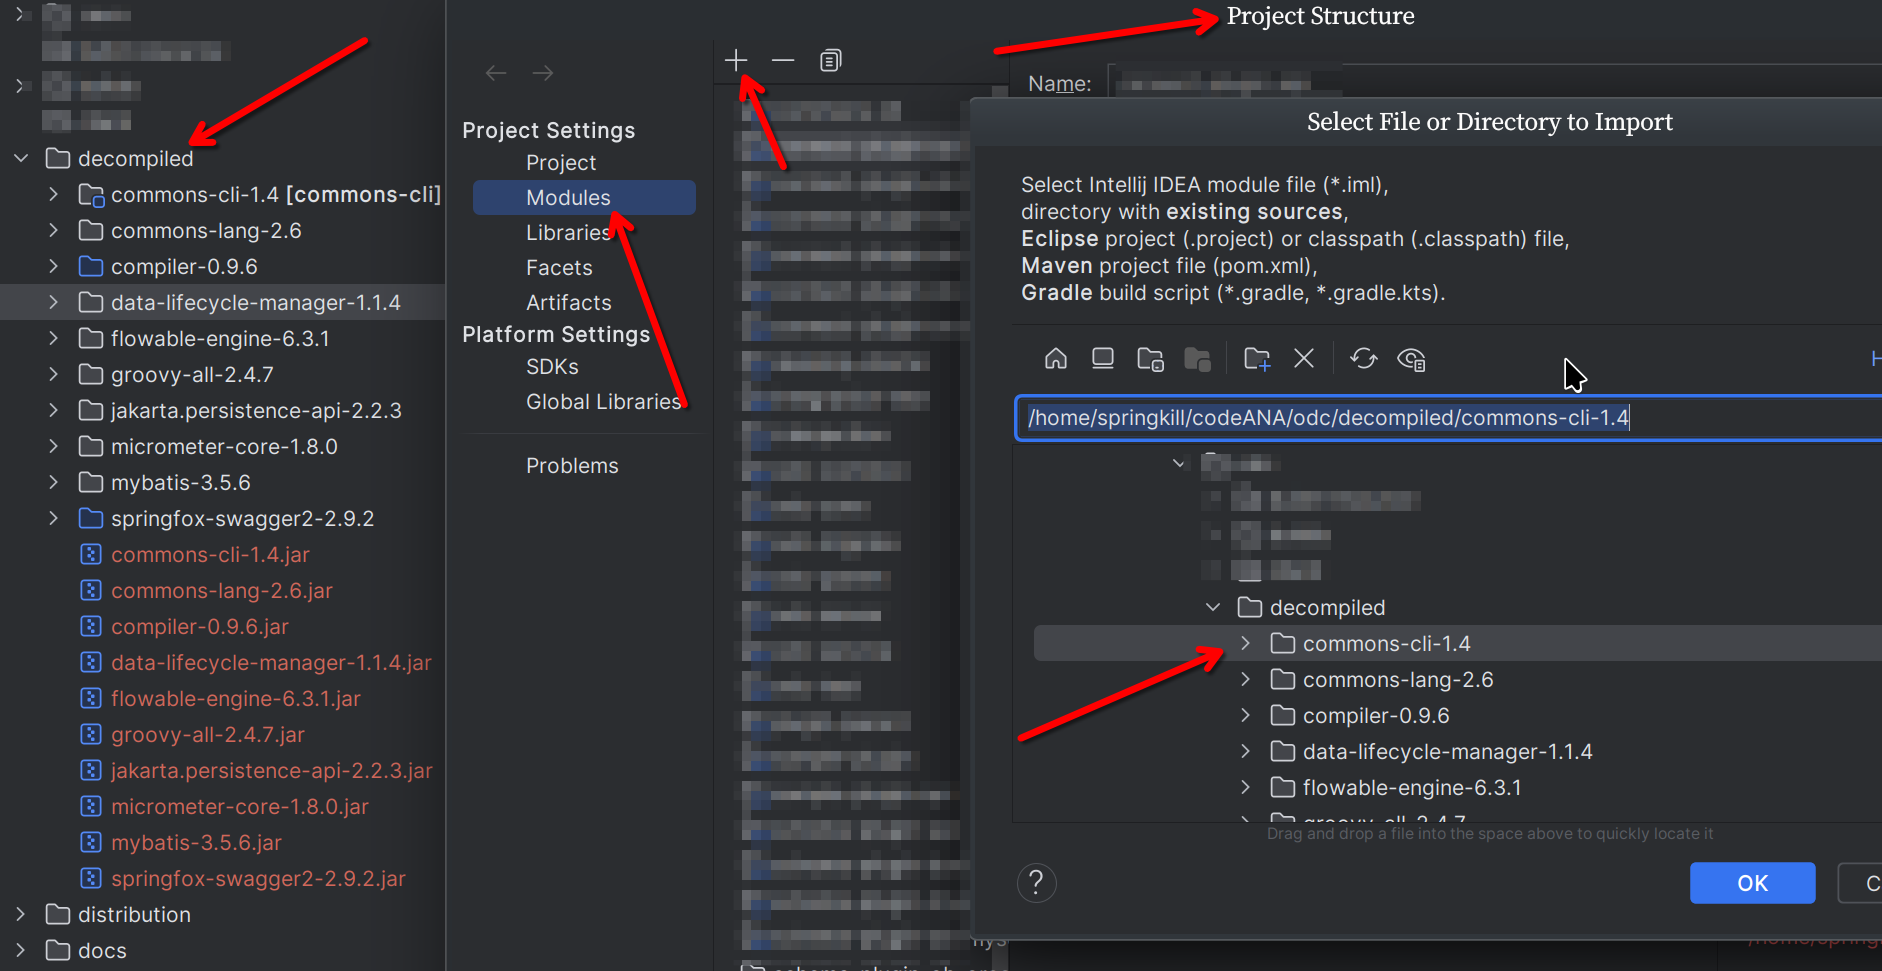 decompiled
commons-cli-1.4 [commons-cli]
commons-lang-2.6
compiler-0.9.6
data-lifecycle-manager-1.1.4
flowable-engine-6.3.1
groovy-all-2.4.7
jakarta.persistence-api-2.2.3
micrometer-core-1.8.0
mybatis-3.5.6
springfox-swagger2-2.9.2
commons-cli-1.4.jar
commons-lang-2.6.jar
compiler-0.9.6.jar
data-lifecycle-manager-1.1.4.jar
flowable-engine-6.3.1.jar
groovy-all-2.4.7.jar
jakarta.persistence-api-2.2.3.jar
micrometer-core-1.8.0.jar
mybatis-3.5.6.jar
springfox-swagger2-2.9.2.jar
distribution
docs
Project Structure
Project Settings
Project
Modules
Libraries
Facets
Artifacts
Platform Settings
SDKs
Global Libraries
Problems
Name:
Select File or Directory to Import
Select Intellij IDEA module file (*.iml),
directory with existing sources,
Eclipse project (.project) or classpath (.classpath) file,
Maven project file (pom.xml),
Gradle build script (*.gradle, *.gradle.kts).
/home/springkill/codeANA/odc/decompiled/commons-cli-1.4
decompiled
commons-cli-1.4
commons-lang-2.6
compiler-0.9.6
data-lifecycle-manager-1.1.4
flowable-engine-6.3.1
groovy-all-2.4.7
Drag and drop a file into the space above to quickly locate it
?
OK